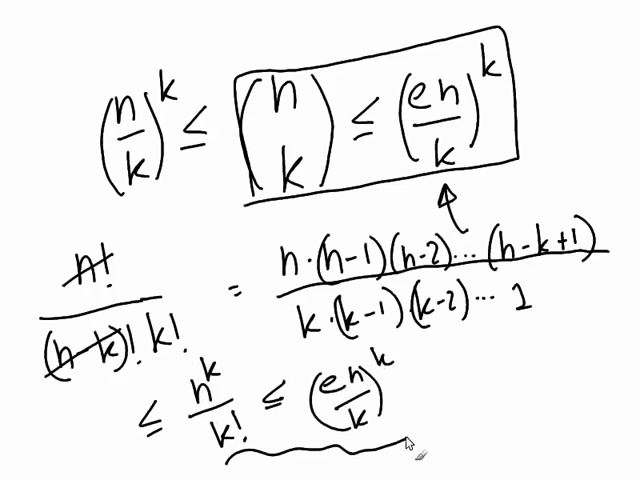 (n/k)^k ≤ (n k) ≤ (en/k)^k
n!/((n-k)! k!) = n·(n-1)(n-2)...(n-k+1)/k·(k-1)(k-2)...1
≤ n^k/k! ≤ (en/k)^k